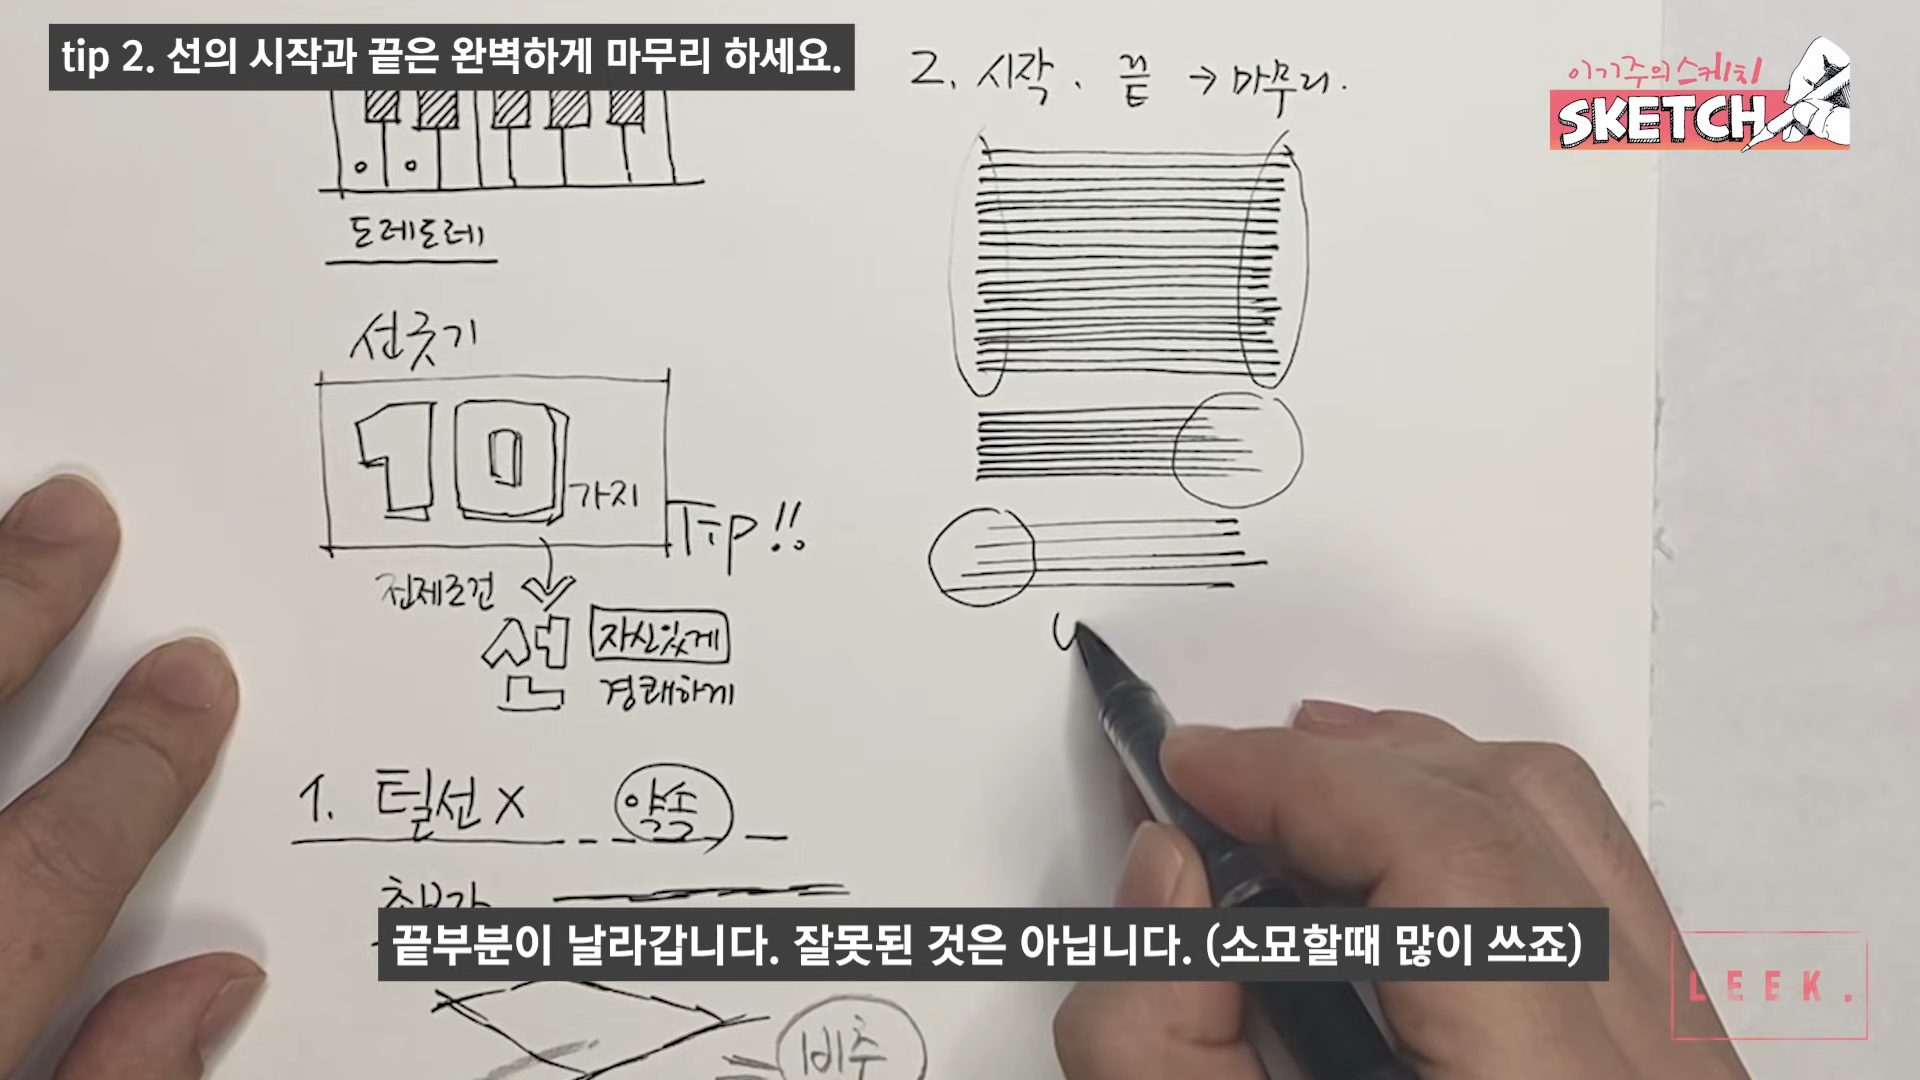 tip 2. 선의 시작과 끝은 완벽하게 마무리 하세요.
이기주의 스케치
SKETCH
2. 시작. 끝 → 마무리.
도레도레
선긋기
10가지
Tip!!
전제조건
선
자신있게
경쾌하게
1. 털선 X 약속
끝부분이 날라갑니다. 잘못된 것은 아닙니다. (소묘할때 많이 쓰죠)
LEEK.